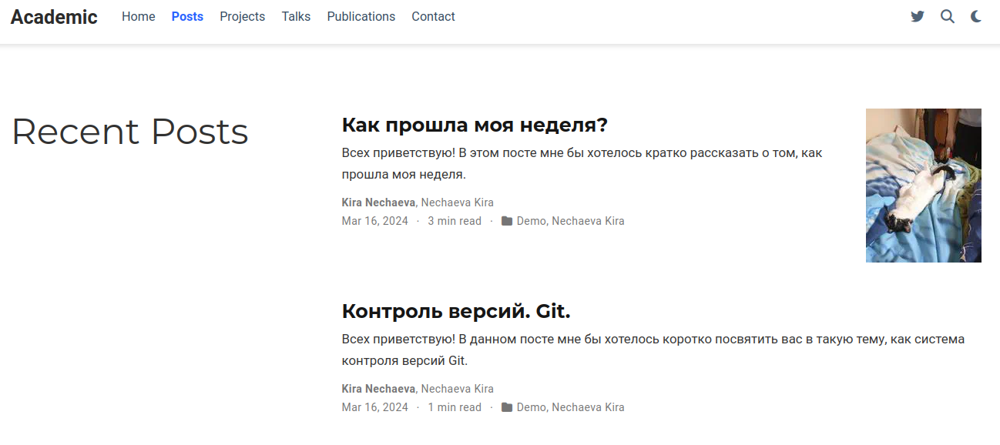 Academic Home Posts Projects Talks Publications Contact
Recent Posts
Как прошла моя неделя?
Всех приветствую! В этом посте мне бы хотелось кратко рассказать о том, как
прошла моя неделя.
Kira Nechaeva, Nechaeva Kira
Mar 16, 2024 · 3 min read · Demo, Nechaeva Kira
Контроль версий. Git.
Всех приветствую! В данном посте мне бы хотелось коротко посвятить вас в такую тему, как система
контроля версий Git.
Kira Nechaeva, Nechaeva Kira
Mar 16, 2024 · 1 min read · Demo, Nechaeva Kira